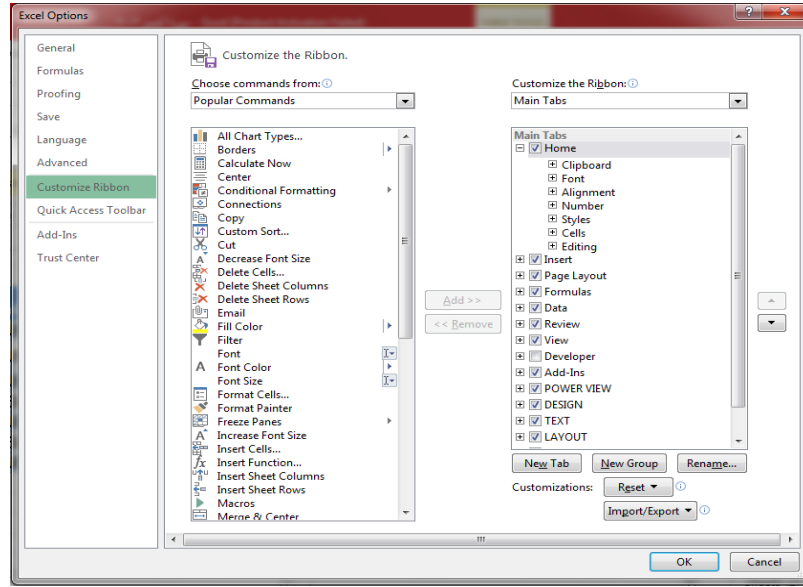 Excel Options
General
Formulas
Proofing
Save
Language
Advanced
Customize Ribbon
Quick Access Toolbar
Add-Ins
Trust Center
Customize the Ribbon.
Choose commands from:
Popular Commands
All Chart Types...
Borders
Calculate Now
Center
Conditional Formatting
Connections
Copy
Custom Sort...
Cut
Decrease Font Size
Delete Cells...
Delete Sheet Columns
Delete Sheet Rows
Email
Fill Color
Filter
Font
Font Color
Font Size
Format Cells...
Format Painter
Freeze Panes
Increase Font Size
Insert Cells...
Insert Function...
Insert Sheet Columns
Insert Sheet Rows
Macros
Merge & Center
Add >>
<< Remove
Customize the Ribbon:
Main Tabs
Main Tabs
Home
Clipboard
Font
Alignment
Number
Styles
Cells
Editing
Insert
Page Layout
Formulas
Data
Review
View
Developer
Add-Ins
POWER VIEW
DESIGN
TEXT
LAYOUT
New Tab New Group Rename...
Customizations: Reset
Import/Export
OK Cancel